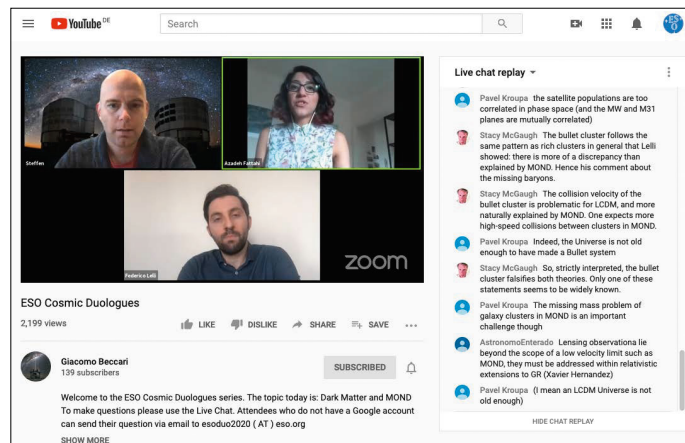 YouTube DE
Search
ESO
Steffen
Azadeh Fattahi
Federico Lelli
zoom
ESO Cosmic Duologues
2,199 views
LIKE DISLIKE SHARE SAVE
Giacomo Beccari
139 subscribers
SUBSCRIBED
Welcome to the ESO Cosmic Duologues series. The topic today is: Dark Matter and MOND
To make questions please use the Live Chat. Attendees who do not have a Google account
can send their question via email to esoduo2020 ( AT ) eso.org
SHOW MORE
Live chat replay
Pavel Kroupa the satellite populations are too
correlated in phase space (and the MW and M31
planes are mutually correlated)
Stacy McGaugh The bullet cluster follows the
same pattern as rich clusters in general that Lelli
showed: there is more of a discrepancy than
explained by MOND. Hence his comment about
the missing baryons.
Stacy McGaugh The collision velocity of the
bullet cluster is problematic for LCDM, and more
naturally explained by MOND. One expects more
high-speed collisions between clusters in MOND.
Pavel Kroupa Indeed, the Universe is not old
enough to have made a Bullet system
Stacy McGaugh So, strictly interpreted, the bullet
cluster falsifies both theories. Only one of these
statements seems to be widely known.
Pavel Kroupa The missing mass problem of
galaxy clusters in MOND is an important
challenge though
AstronomoEnterado Lensing observationa lie
beyond the scope of a low velocity limit such as
MOND, they must be addressed within relativistic
extensions to GR (Xavier Hernandez)
Pavel Kroupa (I mean an LCDM Universe is not
old enough)
HIDE CHAT REPLAY